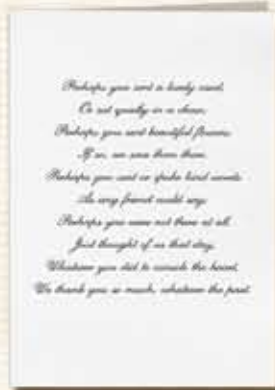 Perhaps you sent a lovely card,
Or sat quietly in a chair,
Perhaps you sent beautiful flowers
If so, we saw them there.
Perhaps you sent or spoke kind words
As any friend could say;
Perhaps you were not there at all
Just thought of us that day.
Whatever you did to console the heart,
We thank you so much, whatever the part.